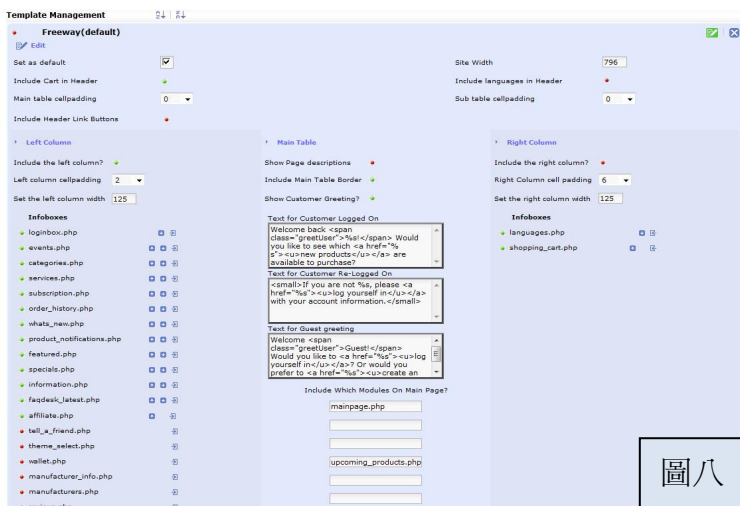 Template Management
Freeway(default)
Edit
Set as default
Site Width 796
Include Cart in Header
Include languages in Header
Main table cellpadding 0
Sub table cellpadding 0
Include Header Link Buttons
Left Column
Include the left column?
Left column cellpadding 2
Set the left column width 125
Infoboxes
loginbox.php
events.php
categories.php
services.php
subscription.php
order_history.php
whats_new.php
product_notifications.php
featured.php
specials.php
information.php
faqdesk_latest.php
affiliate.php
tell_a_friend.php
theme_select.php
wallet.php
manufacturer_info.php
manufacturers.php
Main Table
Show Page descriptions
Include Main Table Border
Show Customer Greeting?
Text for Customer Logged On
Welcome back <span
class="greetUser">%s!</span> Would
you like to see which <a href="%
s"><u>new products</u></a> are
available to purchase?
Text for Customer Re-Logged On
<small>If you are not %s, please <a
href="%s"><u>log yourself in</u></a>
with your account information.</small>
Text for Guest greeting
Welcome <span
class="greetUser">Guest!</span>
Would you like to <a href="%s"><u>log
yourself in</u></a>? Or would you
prefer to <a href="%s"><u>create an
Include Which Modules On Main Page?
mainpage.php
upcoming_products.php
Right Column
Include the right column?
Right Column cell padding 6
Set the right column width 125
Infoboxes
languages.php
shopping_cart.php
圖八